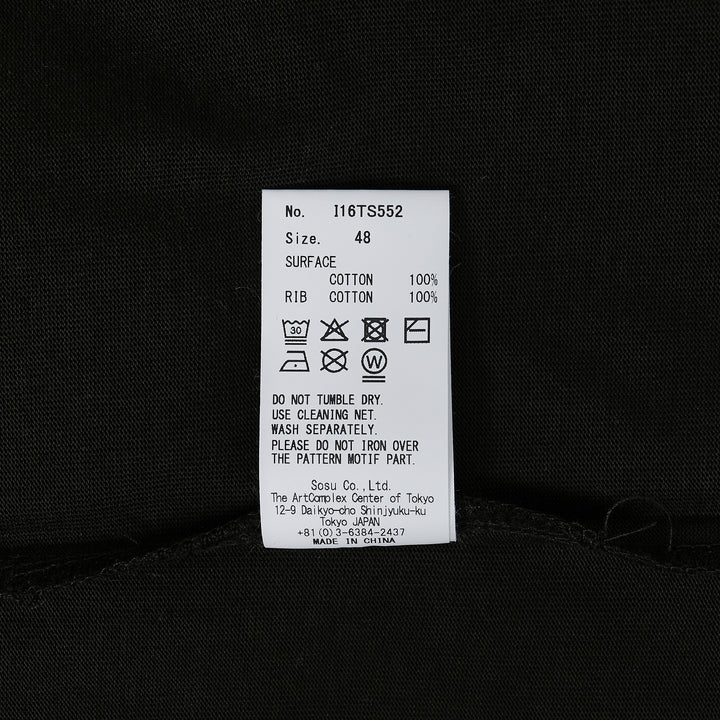 No. I16TS552
Size. 48
SURFACE
COTTON 100%
RIB COTTON 100%
30
W
DO NOT TUMBLE DRY.
USE CLEANING NET.
WASH SEPARATELY.
PLEASE DO NOT IRON OVER
THE PATTERN MOTIF PART.
Sosu Co.,Ltd.
The ArtComplex Center of Tokyo
12-9 Daikyo-cho Shinjyuku-ku
Tokyo JAPAN
+81(0)3-6384-2437
MADE IN CHINA